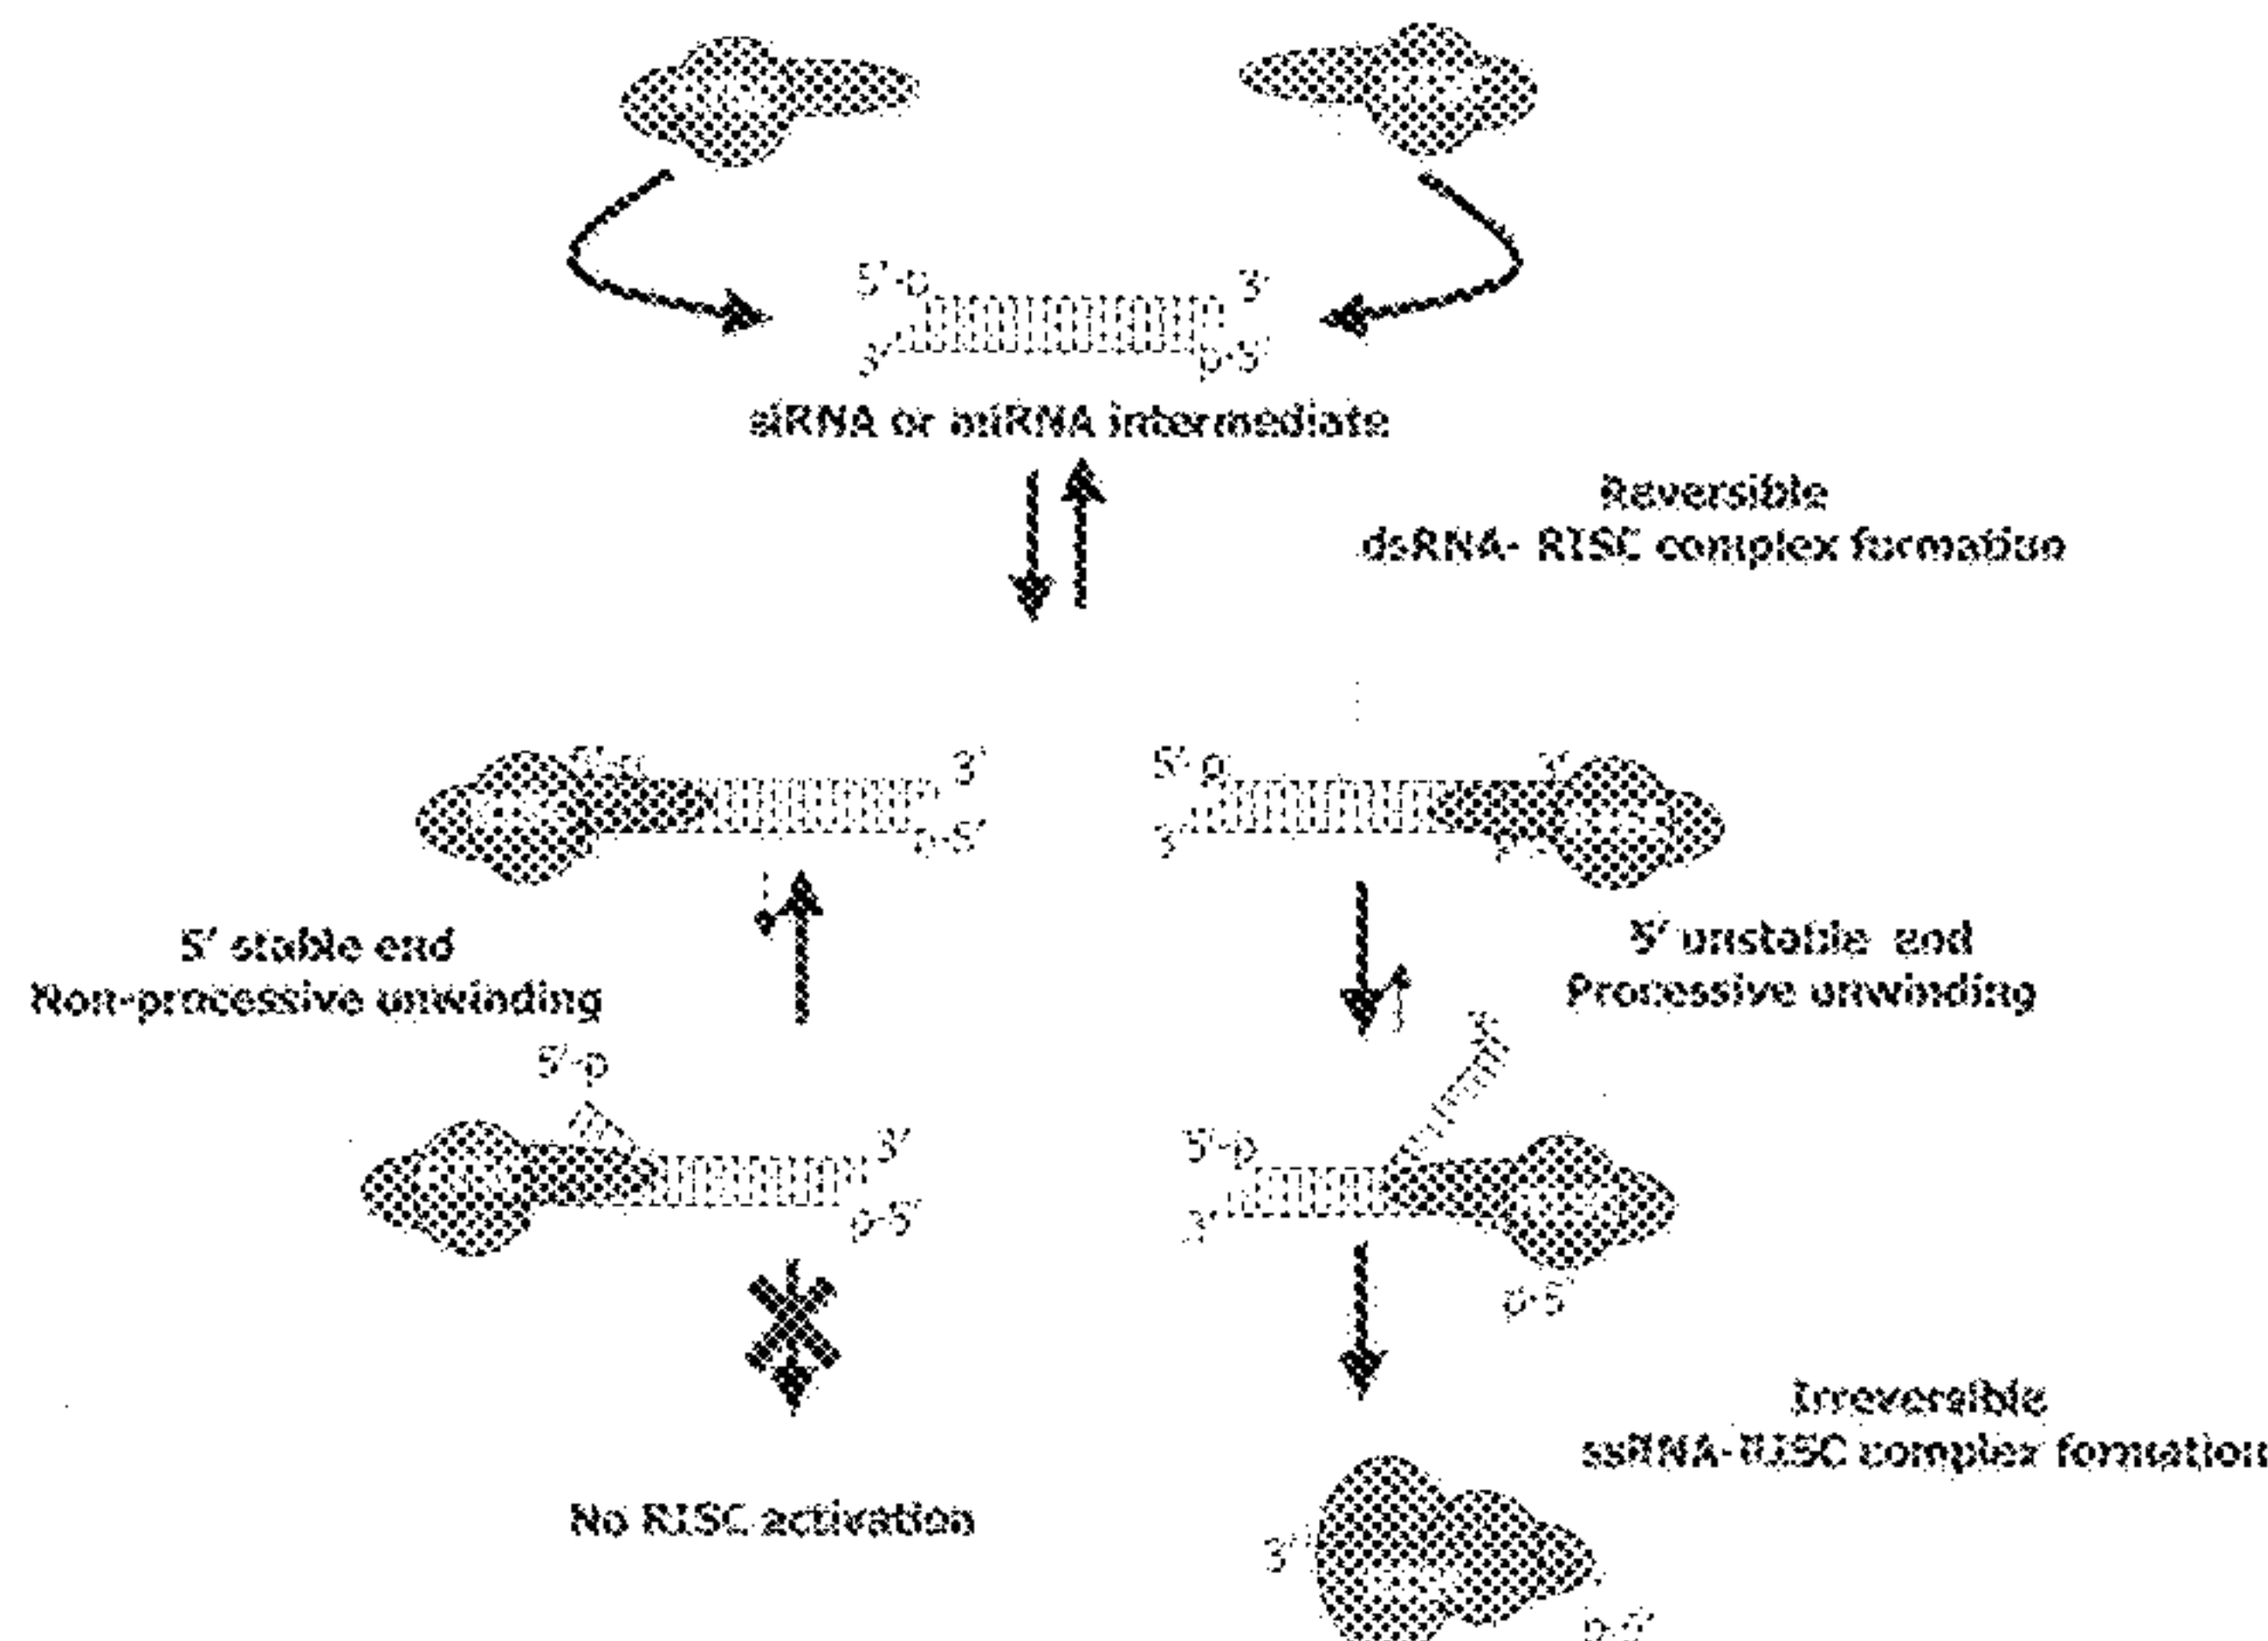 5'-p 3'
3' p-5'
siRNA or miRNA intermediate
Reversible
dsRNA- RISC complex formation
3' 5'-p 3'
p-5' 3'
5' stable end
Non-processive unwinding
5' unstable end
Processive unwinding
5'-p
3' 5'-p
p-5' 3'
p-5'
No RISC activation
Irreversible
ssRNA-RISC complex formation
3'